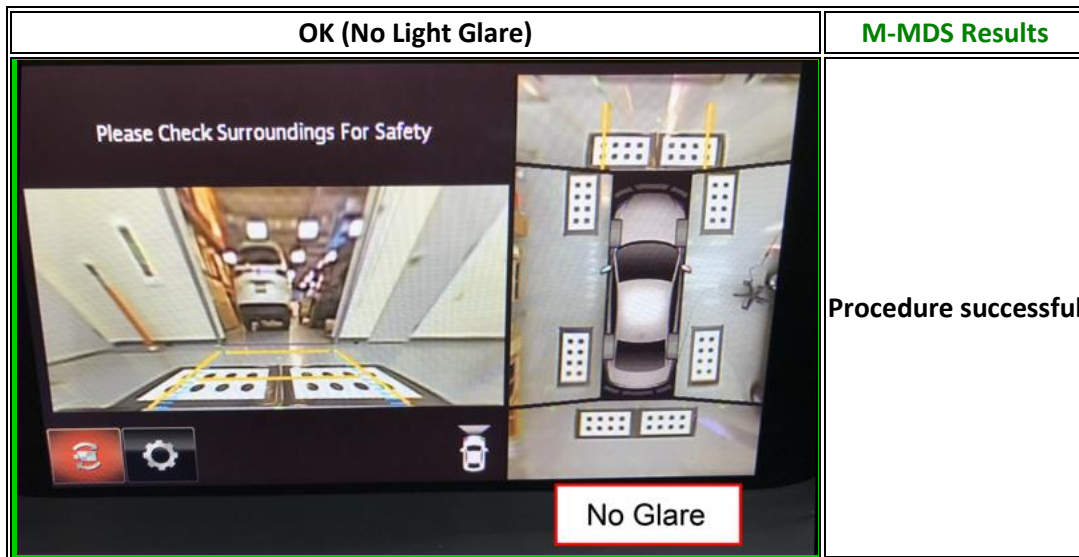 OK (No Light Glare)
M-MDS Results
Please Check Surroundings For Safety
Procedure successful
No Glare